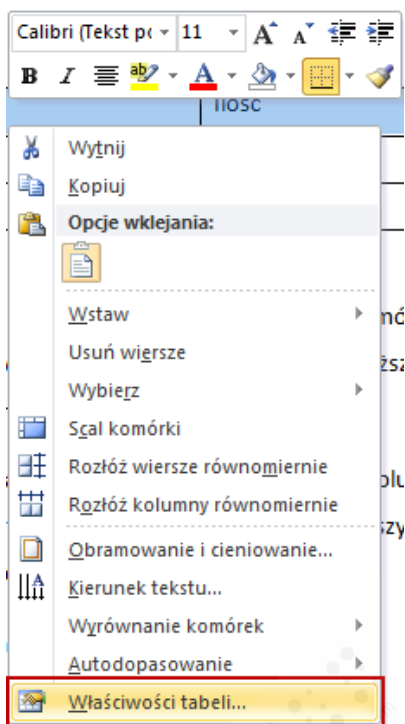 Calibri (Tekst pc 11 A A
B I ab A
Ilość
Wytnij
Kopiuj
Opcje wklejania:
Wstaw
Usuń wiersze
Wybierz
Scal komórki
Rozłóż wiersze równomiernie
Rozłóż kolumny równomiernie
Obramowanie i cieniowanie...
Kierunek tekstu...
Wyrównanie komórek
Autodopasowanie
Właściwości tabeli...